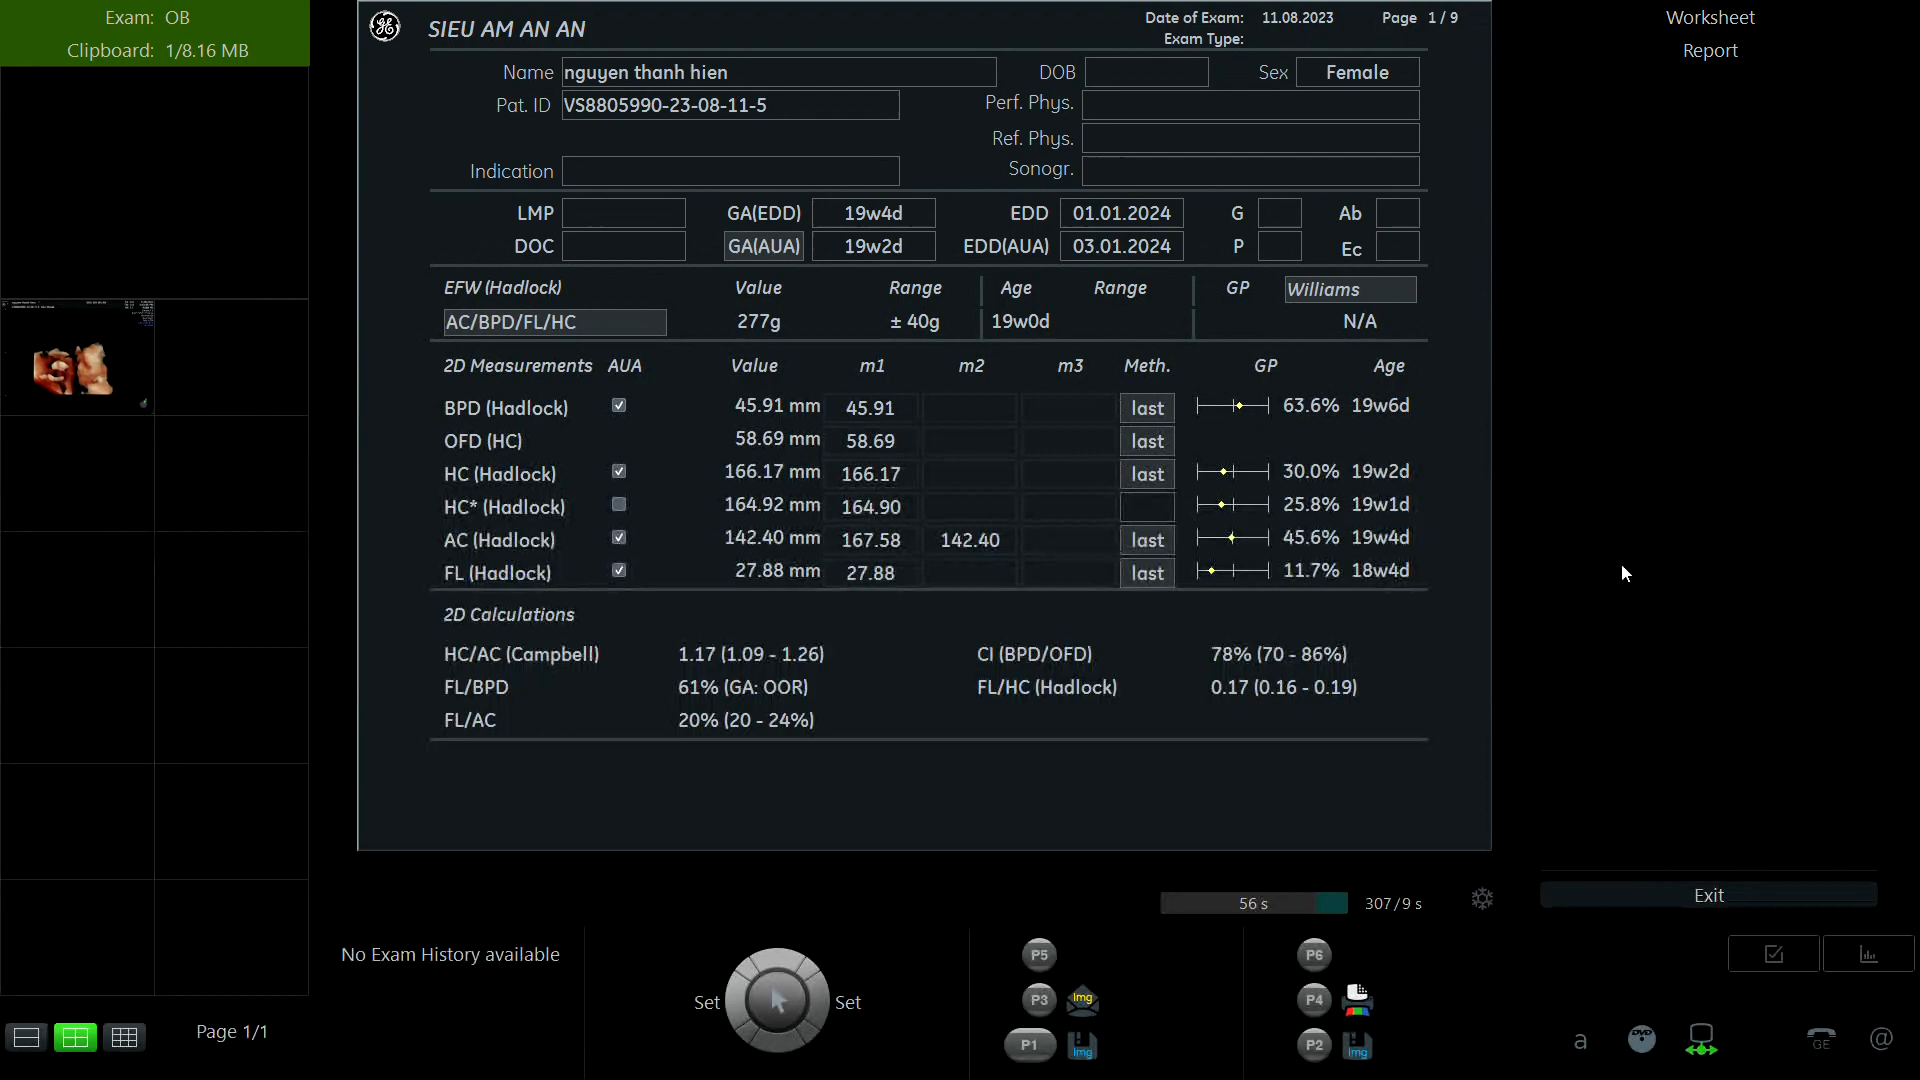 Exam: OB
Clipboard: 1/8.16 MB
SIEU AM AN AN
Date of Exam: 11.08.2023 Page 1 / 9
Exam Type:
Worksheet
Report
Name nguyen thanh hien DOB Sex Female
Pat. ID VS8805990-23-08-11-5 Perf. Phys.
Ref. Phys.
Indication Sonogr.
LMP GA(EDD) 19w4d EDD 01.01.2024 G Ab
DOC GA(AUA) 19w2d EDD(AUA) 03.01.2024 P Ec
EFW (Hadlock) Value Range Age Range GP Williams
AC/BPD/FL/HC 277g ± 40g 19w0d N/A
2D Measurements AUA Value m1 m2 m3 Meth. GP Age
BPD (Hadlock) 45.91 mm 45.91 last 63.6% 19w6d
OFD (HC) 58.69 mm 58.69 last
HC (Hadlock) 166.17 mm 166.17 last 30.0% 19w2d
HC* (Hadlock) 164.92 mm 164.90 25.8% 19w1d
AC (Hadlock) 142.40 mm 167.58 142.40 last 45.6% 19w4d
FL (Hadlock) 27.88 mm 27.88 last 11.7% 18w4d
2D Calculations
HC/AC (Campbell) 1.17 (1.09 - 1.26) CI (BPD/OFD) 78% (70 - 86%)
FL/BPD 61% (GA: OOR) FL/HC (Hadlock) 0.17 (0.16 - 0.19)
FL/AC 20% (20 - 24%)
56 s 307/9 s
Exit
No Exam History available
Set Set
P5 P6
P3 Img P4
P1 Img P2 Img
Page 1/1
a DVD GE @